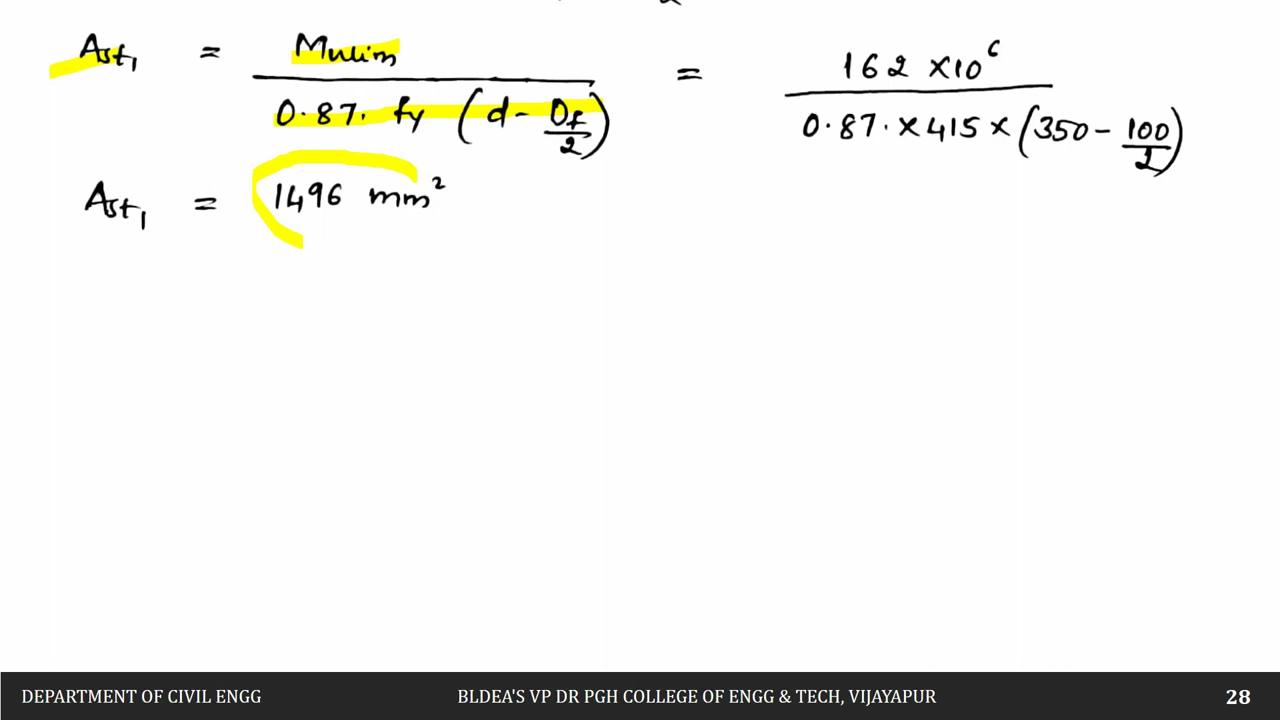 Ast1 = Mulim / 0.87. fy (d - Df/2) = 162 ×10^6 / 0.87. × 415 × (350 - 100/2)
Ast1 = 1496 mm²
DEPARTMENT OF CIVIL ENGG BLDEA'S VP DR PGH COLLEGE OF ENGG & TECH, VIJAYAPUR 28